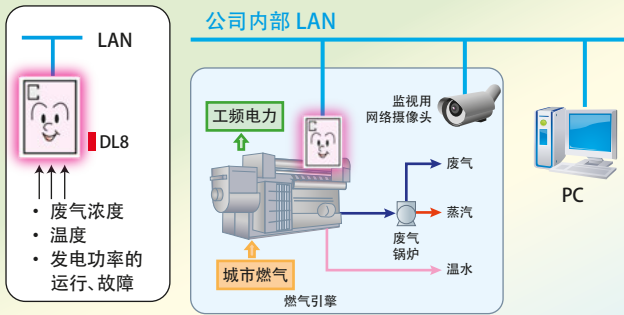 LAN
C
DL8
· 废气浓度
· 温度
· 发电功率的
运行、故障
公司内部 LAN
工频电力
C
监视用
网络摄像头
废气
蒸汽
废气
锅炉
温水
城市燃气
燃气引擎
PC